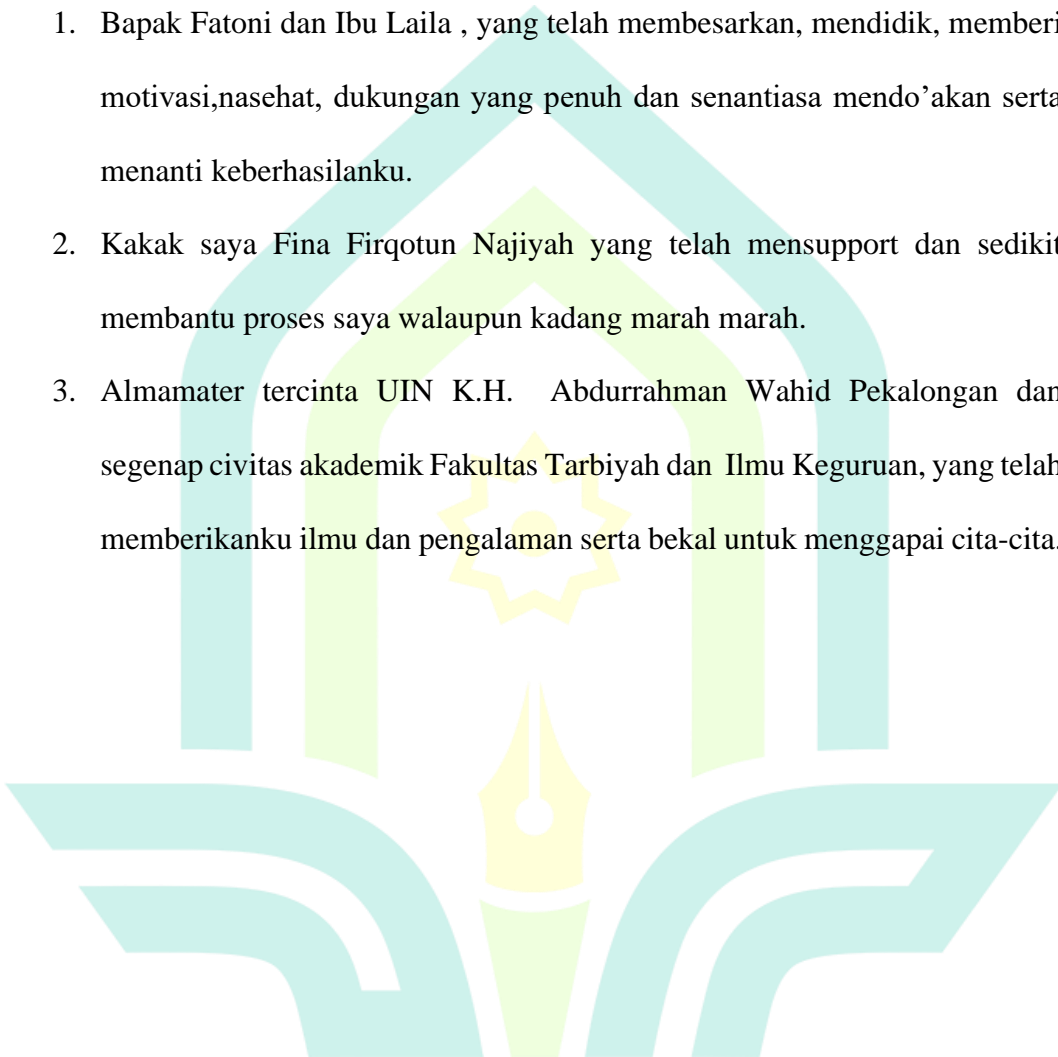 1. Bapak Fatoni dan Ibu Laila , yang telah membesarkan, mendidik, memberi
motivasi,nasehat, dukungan yang penuh dan senantiasa mendo’akan serta
menanti keberhasilanku.
2. Kakak saya Fina Firqotun Najiyah yang telah mensupport dan sedikit
membantu proses saya walaupun kadang marah marah.
3. Almamater tercinta UIN K.H. Abdurrahman Wahid Pekalongan dan
segenap civitas akademik Fakultas Tarbiyah dan Ilmu Keguruan, yang telah
memberikanku ilmu dan pengalaman serta bekal untuk menggapai cita-cita.